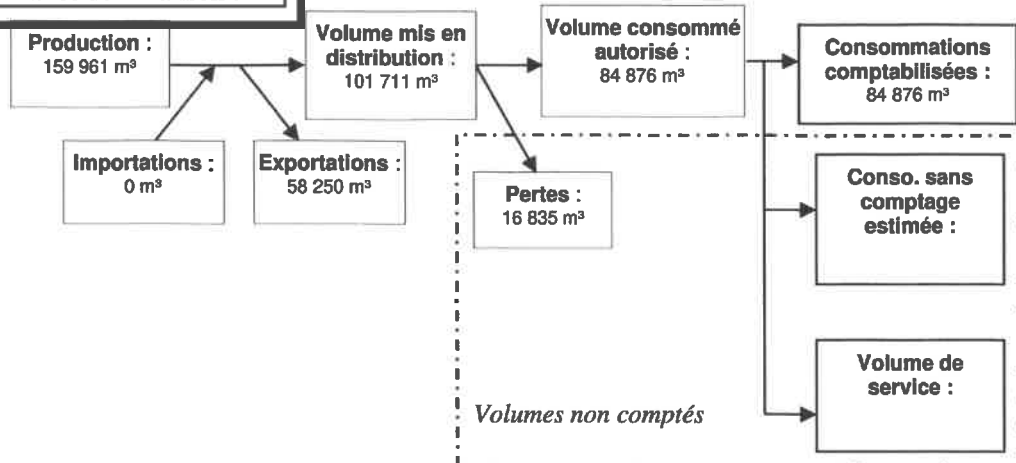 Production :
159 961 m³
Volume mis en
distribution :
101 711 m³
Volume consommé
autorisé :
84 876 m³
Consommations
comptabilisées :
84 876 m³
Importations :
0 m³
Exportations :
58 250 m³
Pertes :
16 835 m³
Conso. sans
comptage
estimée :
Volume de
service :
Volumes non comptés